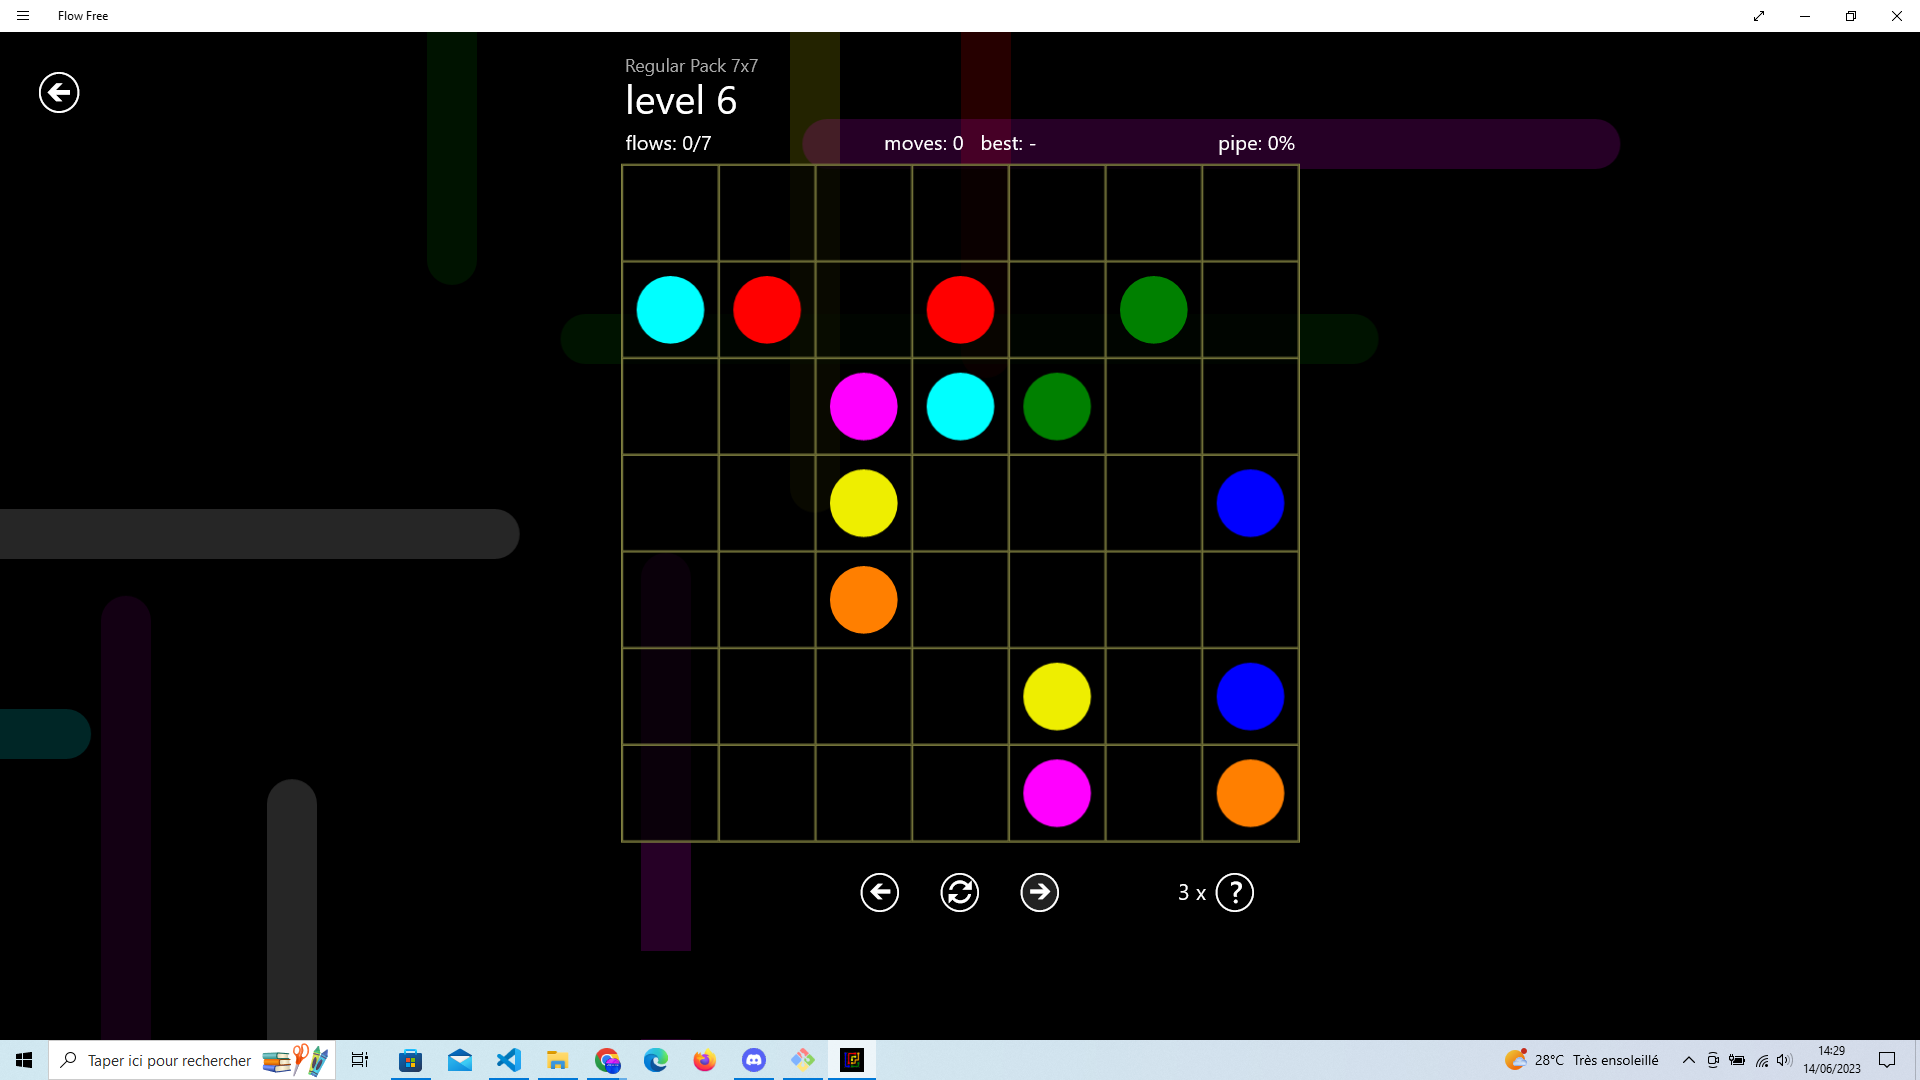 Flow Free
Regular Pack 7x7
level 6
flows: 0/7 moves: 0 best: - pipe: 0%
3 x ?
Taper ici pour rechercher 28°C Très ensoleillé 14:29
14/06/2023